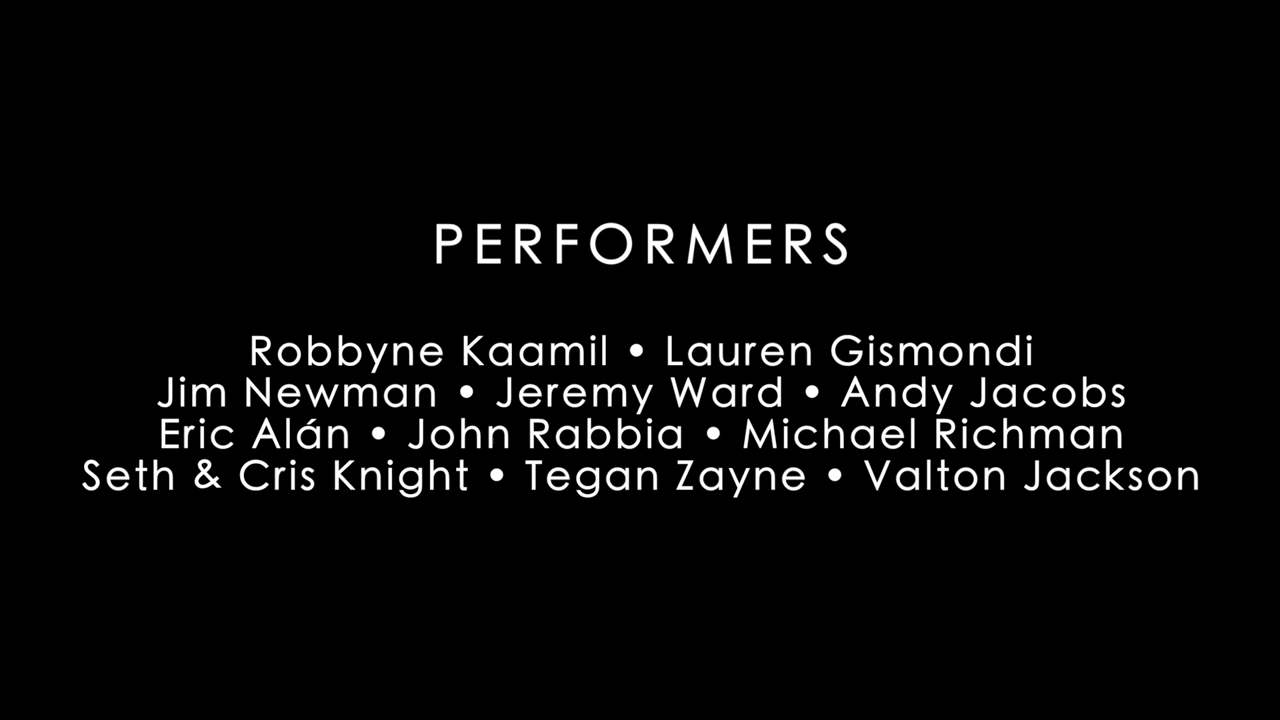 PERFORMERS
Robbyne Kaamil • Lauren Gismondi
Jim Newman • Jeremy Ward • Andy Jacobs
Eric Alán • John Rabbia • Michael Richman
Seth & Cris Knight • Tegan Zayne • Valton Jackson